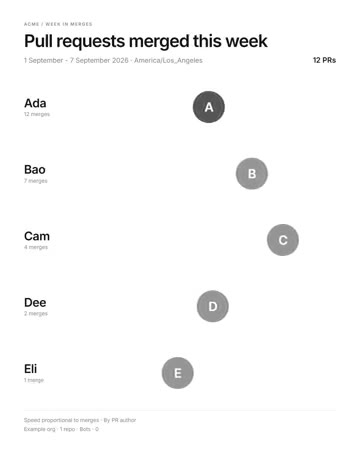 ACME / WEEK IN MERGES
Pull requests merged this week
1 September - 7 September 2026 · America/Los_Angeles
12 PRs
Ada
12 merges
A
Bao
7 merges
B
Cam
4 merges
C
Dee
2 merges
D
Eli
1 merge
E
Speed proportional to merges · By PR author
Example org · 1 repo · Bots · 0